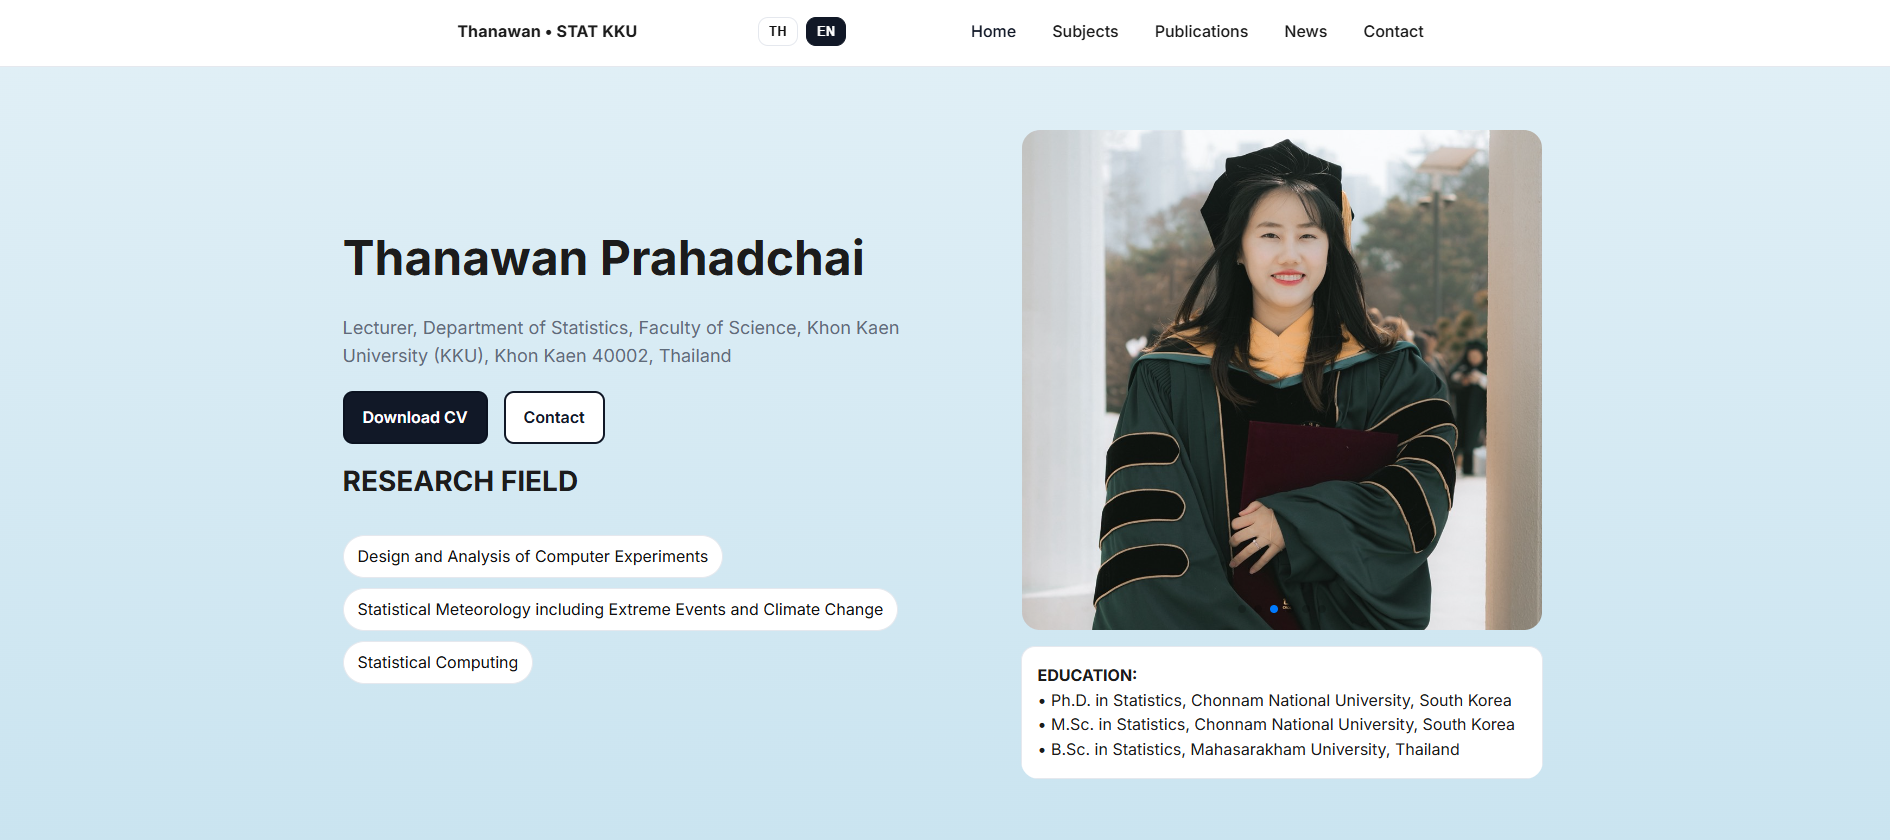 Thanawan • STAT KKU
TH
EN
Home
Subjects
Publications
News
Contact
Thanawan Prahadchai
Lecturer, Department of Statistics, Faculty of Science, Khon Kaen
University (KKU), Khon Kaen 40002, Thailand
Download CV
Contact
RESEARCH FIELD
Design and Analysis of Computer Experiments
Statistical Meteorology including Extreme Events and Climate Change
Statistical Computing
EDUCATION:
• Ph.D. in Statistics, Chonnam National University, South Korea
• M.Sc. in Statistics, Chonnam National University, South Korea
• B.Sc. in Statistics, Mahasarakham University, Thailand